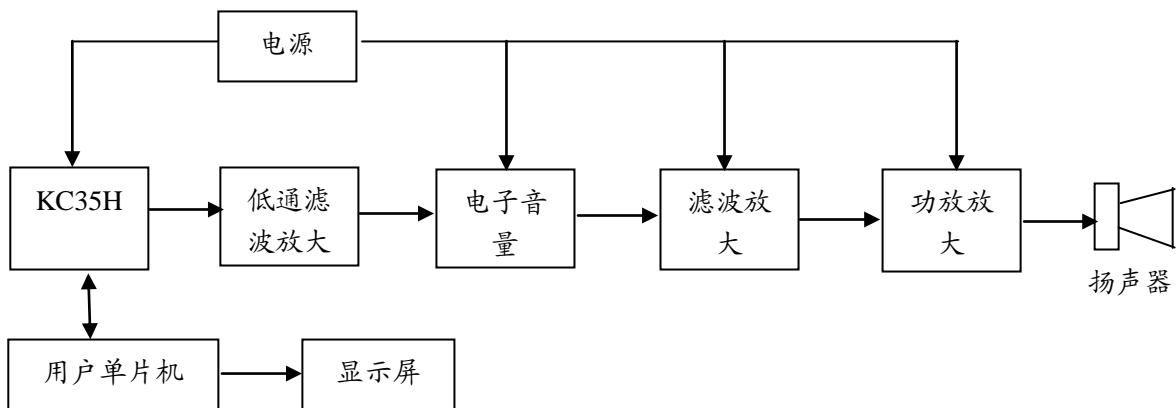 电源
KC35H
低通滤
波放大
电子音
量
滤波放
大
功放放
大
扬声器
用户单片机
显示屏